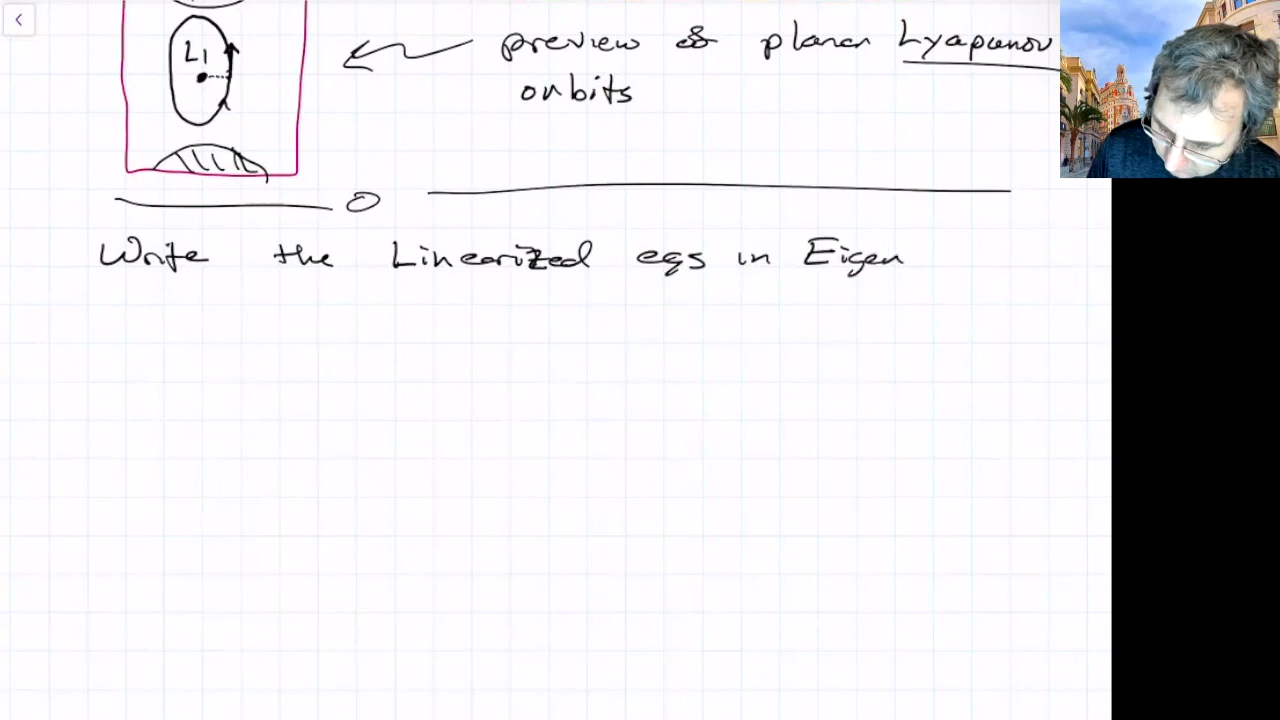 L1
preview of planar Lyapunov
orbits
Write the Linearized eqs in Eigen